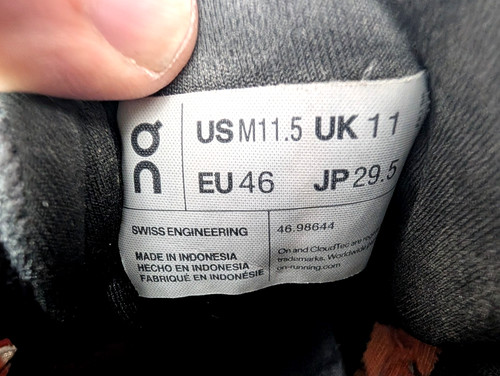 on
US M11.5 UK 11
EU 46 JP 29.5
SWISS ENGINEERING
46.98644
MADE IN INDONESIA
HECHO EN INDONESIA
FABRIQUÉ EN INDONÉSIE
On and CloudTec are
trademarks. Worldwide
on-running.com